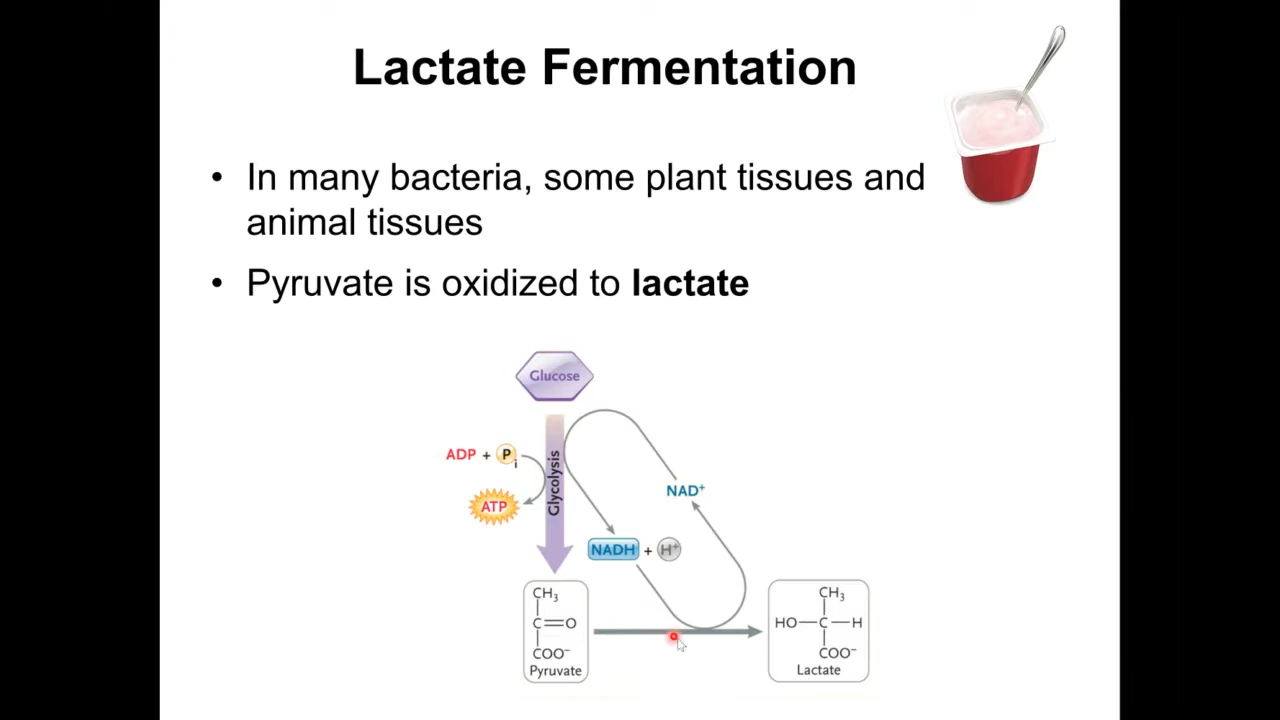 Lactate Fermentation
• In many bacteria, some plant tissues and
animal tissues
• Pyruvate is oxidized to lactate
Glucose
ADP + Pi
Glycolysis
ATP
NAD⁺
NADH + H⁺
CH₃
C=O
COO⁻
Pyruvate
CH₃
HO—C—H
COO⁻
Lactate